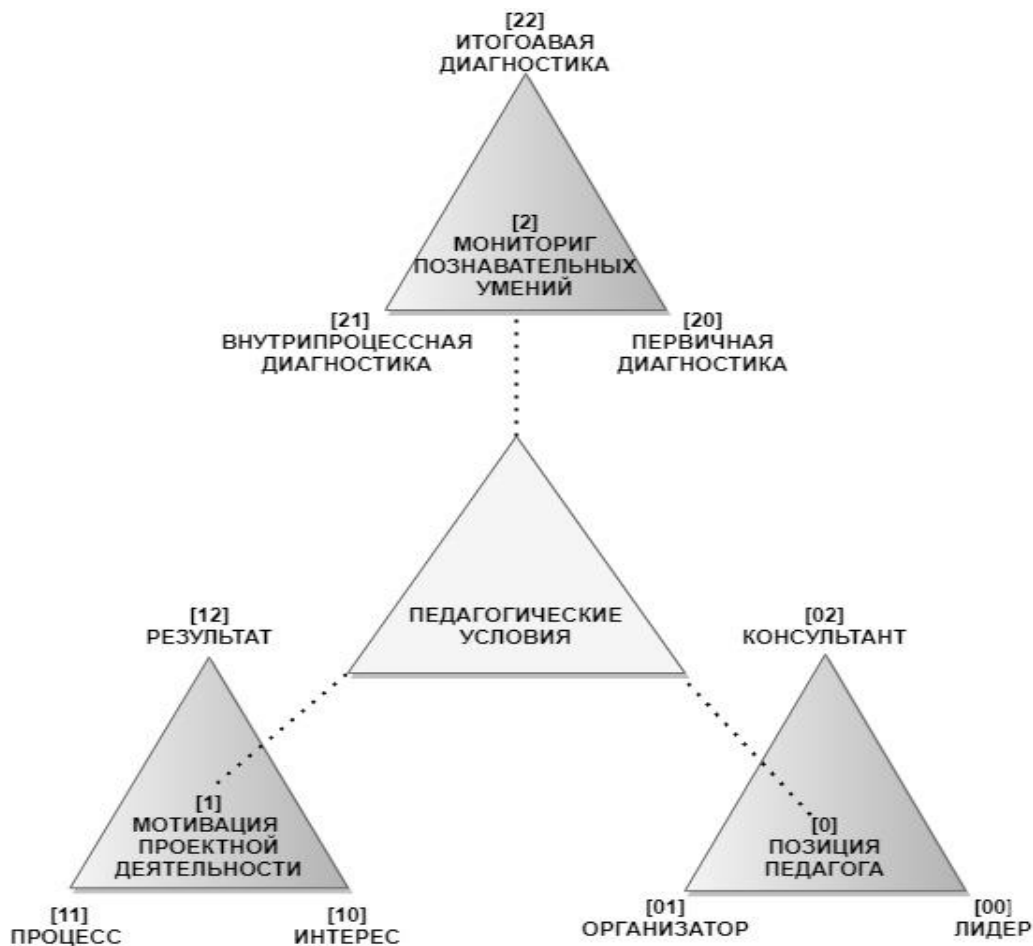 [22]
ИТОГОАВАЯ
ДИАГНОСТИКА
[2]
МОНИТОРИГ
ПОЗНАВАТЕЛЬНЫХ
УМЕНИЙ
[21]
ВНУТРИПРОЦЕССНАЯ
ДИАГНОСТИКА
[20]
ПЕРВИЧНАЯ
ДИАГНОСТИКА
ПЕДАГОГИЧЕСКИЕ
УСЛОВИЯ
[12]
РЕЗУЛЬТАТ
[02]
КОНСУЛЬТАНТ
[1]
МОТИВАЦИЯ
ПРОЕКТНОЙ
ДЕЯТЕЛЬНОСТИ
[0]
ПОЗИЦИЯ
ПЕДАГОГА
[11]
ПРОЦЕСС
[10]
ИНТЕРЕС
[01]
ОРГАНИЗАТОР
[00]
ЛИДЕР